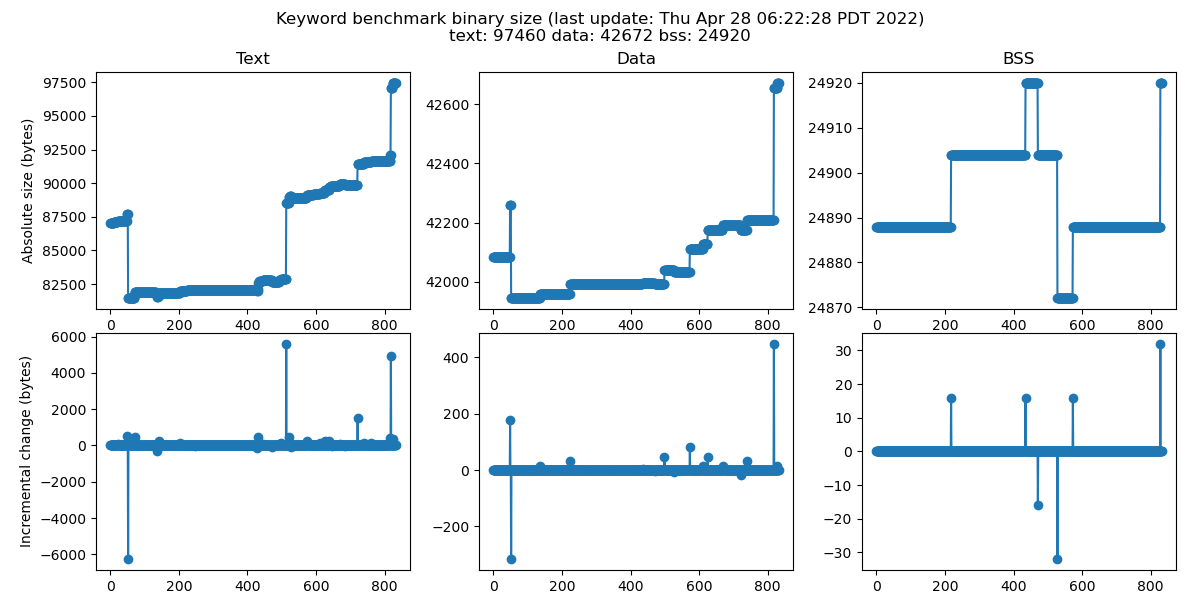 Keyword benchmark binary size (last update: Thu Apr 28 06:22:28 PDT 2022)
text: 97460 data: 42672 bss: 24920
Text
Data
BSS
Absolute size (bytes)
97500
95000
92500
90000
87500
85000
82500
0 200 400 600 800
42600
42400
42200
42000
0 200 400 600 800
24920
24910
24900
24890
24880
24870
0 200 400 600 800
Incremental change (bytes)
6000
4000
2000
0
−2000
−4000
−6000
0 200 400 600 800
400
200
0
−200
0 200 400 600 800
30
20
10
0
−10
−20
−30
0 200 400 600 800